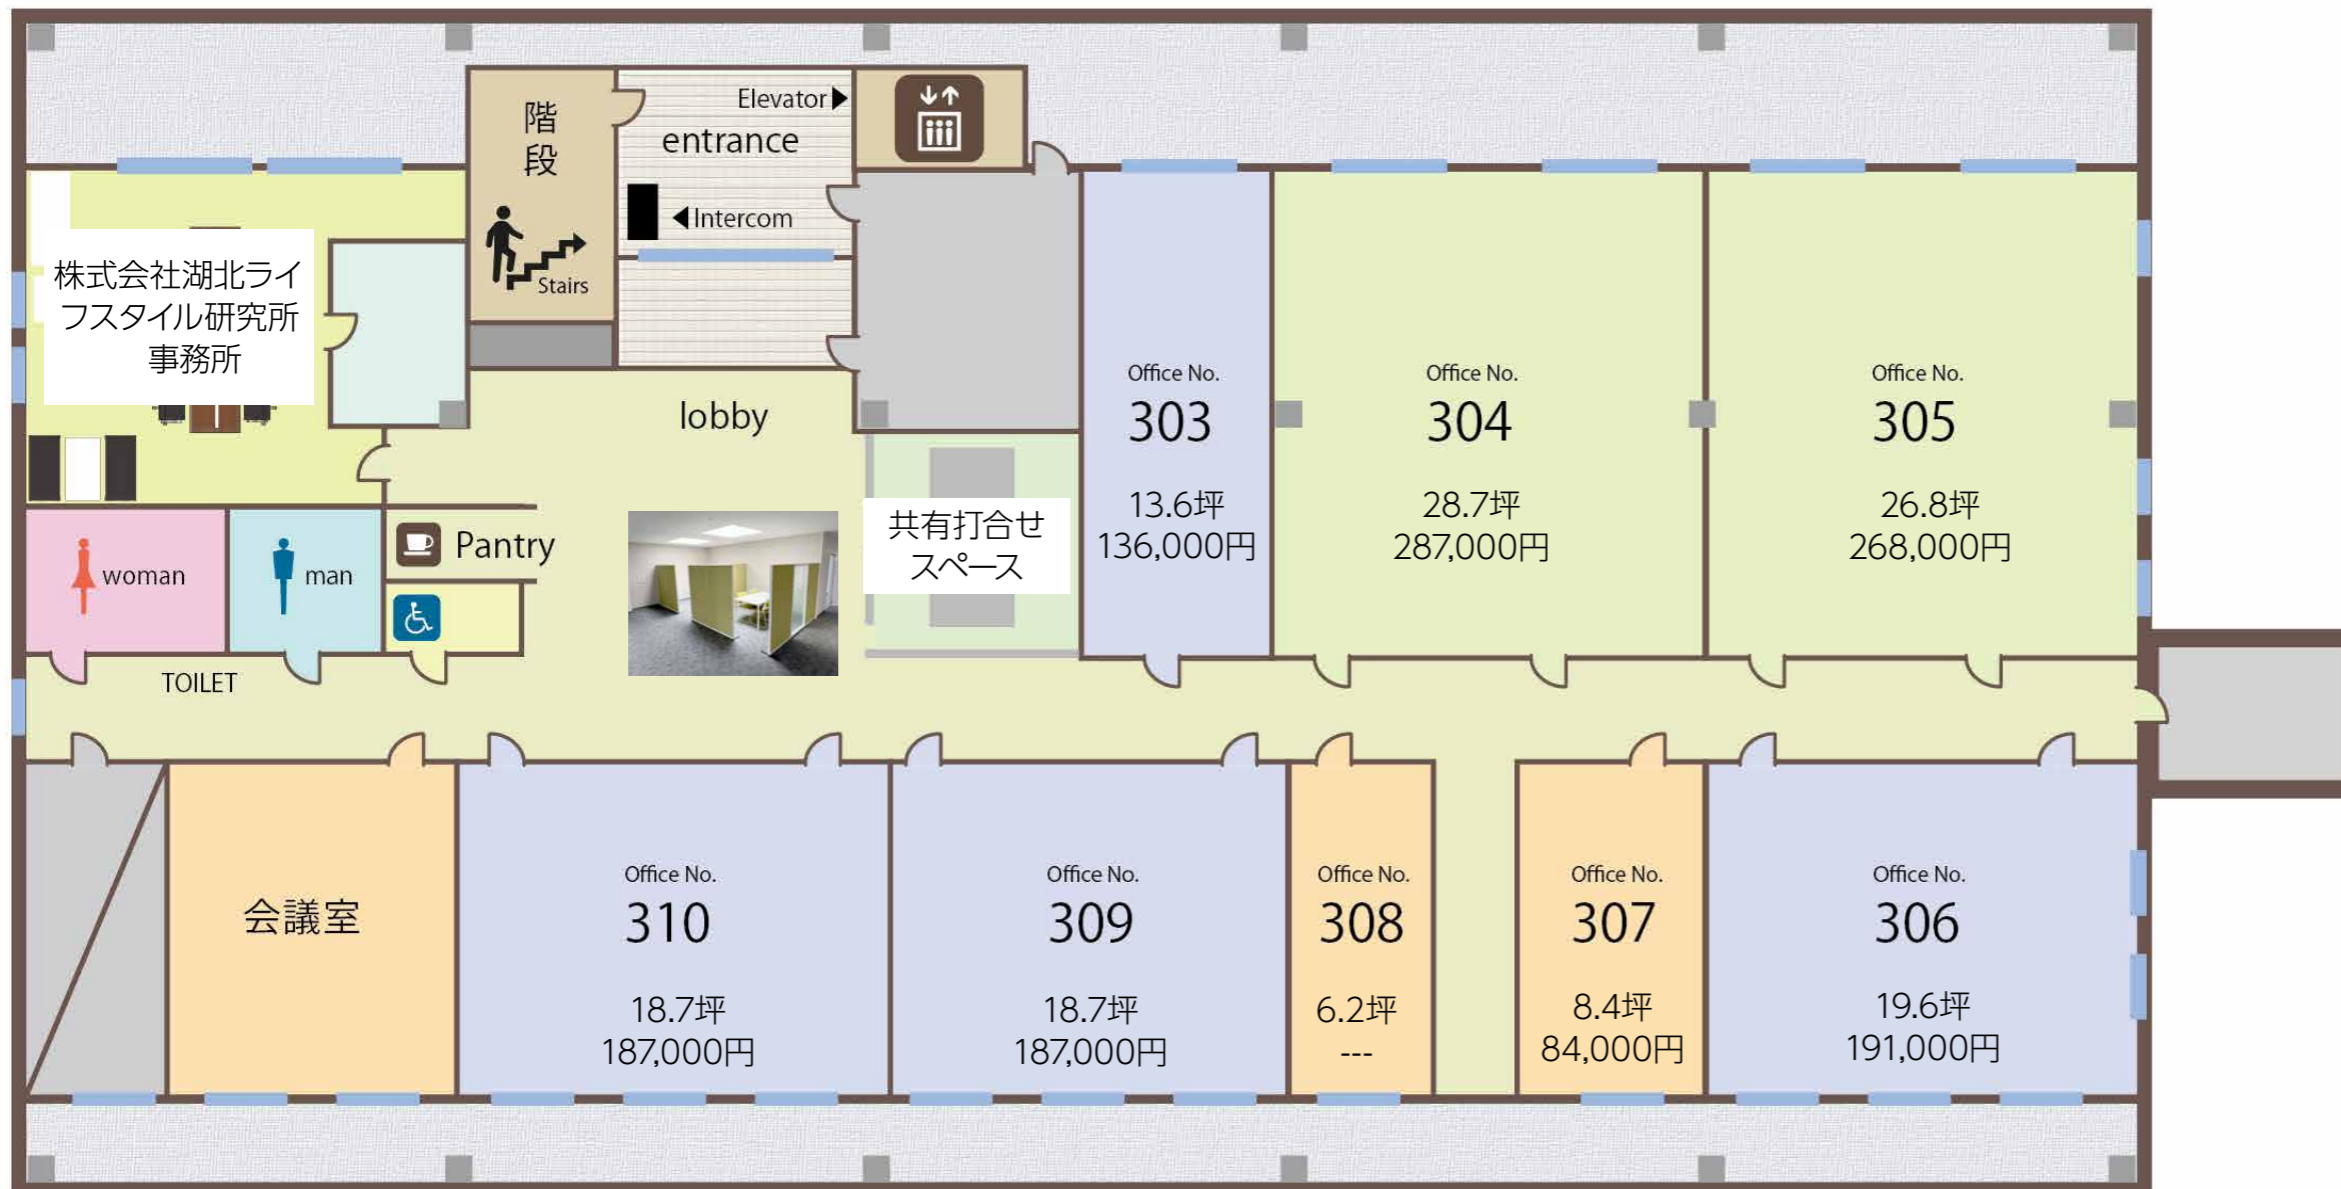 階
段
Elevator▶
entrance
◀Intercom
Stairs
株式会社湖北ライ
フスタイル研究所
事務所
lobby
Pantry
woman
man
TOILET
共有打合せ
スペース
Office No.
303
13.6坪
136,000円
Office No.
304
28.7坪
287,000円
Office No.
305
26.8坪
268,000円
会議室
Office No.
310
18.7坪
187,000円
Office No.
309
18.7坪
187,000円
Office No.
308
6.2坪
---
Office No.
307
8.4坪
84,000円
Office No.
306
19.6坪
191,000円